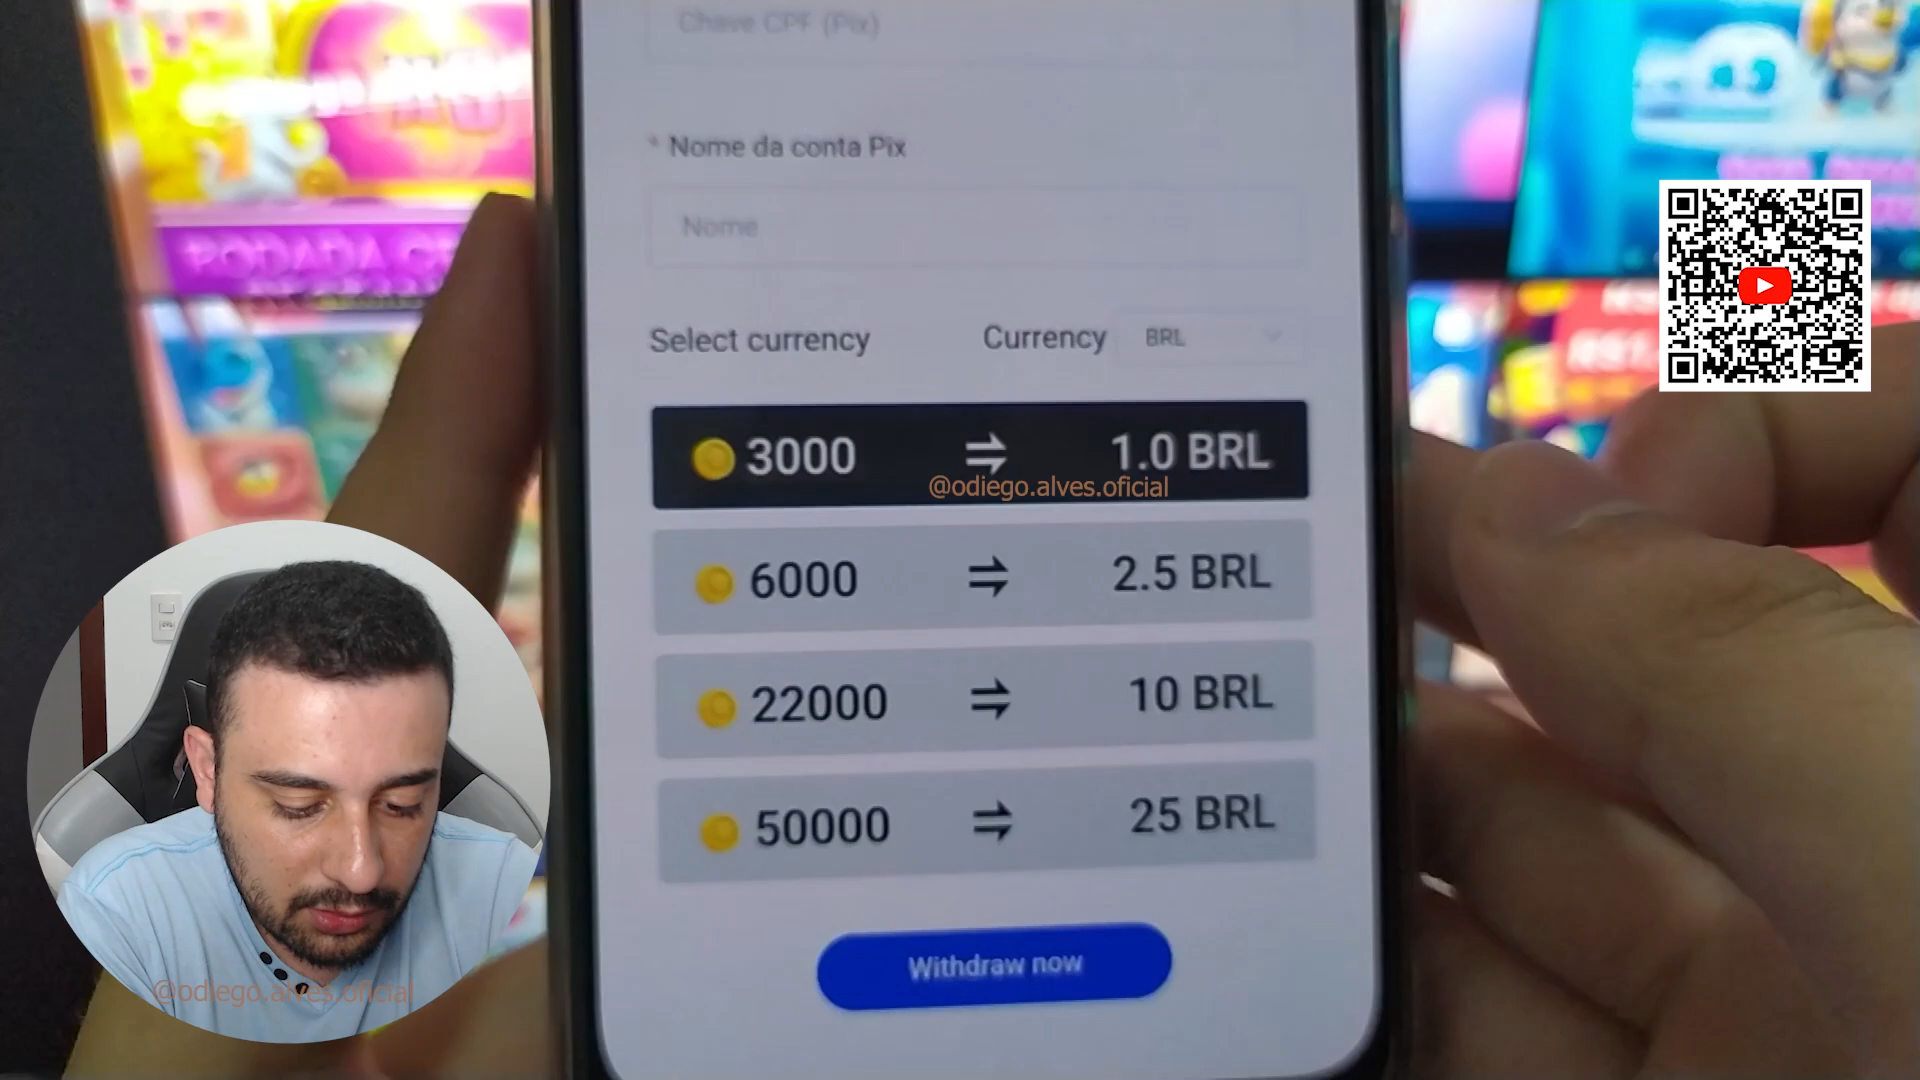 Chave CPF (Pix)
* Nome da conta Pix
Nome
Select currency
Currency
BRL
3000 ⇌ 1.0 BRL
@odiego.alves.oficial
6000 ⇌ 2.5 BRL
22000 ⇌ 10 BRL
50000 ⇌ 25 BRL
Withdraw now
@odiego.alves.oficial